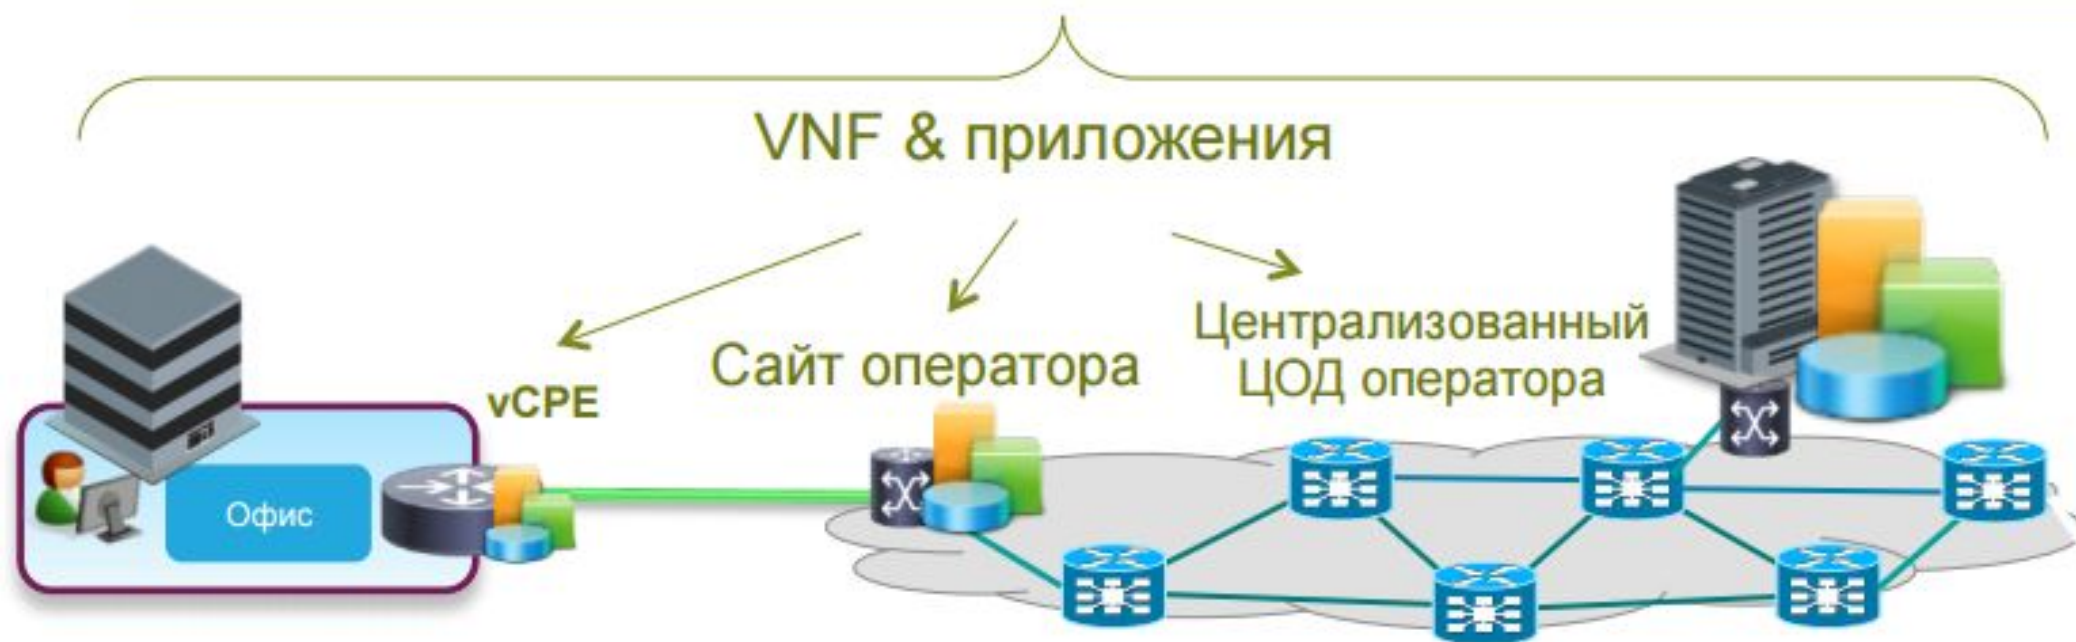 VNF & приложения
vCPE
Сайт оператора
Централизованный
ЦОД оператора
Офис